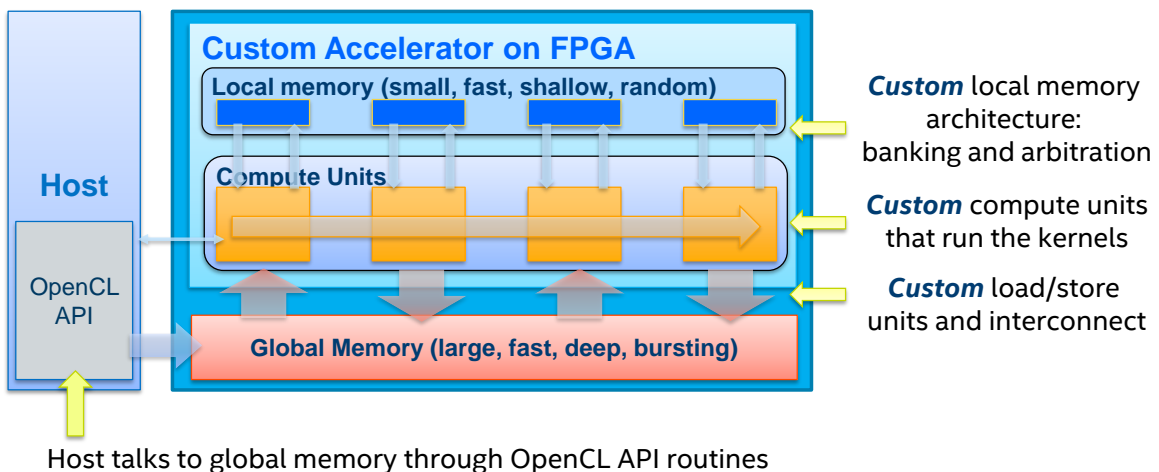 Custom Accelerator on FPGA
Local memory (small, fast, shallow, random)
Custom local memory
architecture:
banking and arbitration
Host
Compute Units
Custom compute units
that run the kernels
OpenCL
API
Custom load/store
units and interconnect
Global Memory (large, fast, deep, bursting)
Host talks to global memory through OpenCL API routines